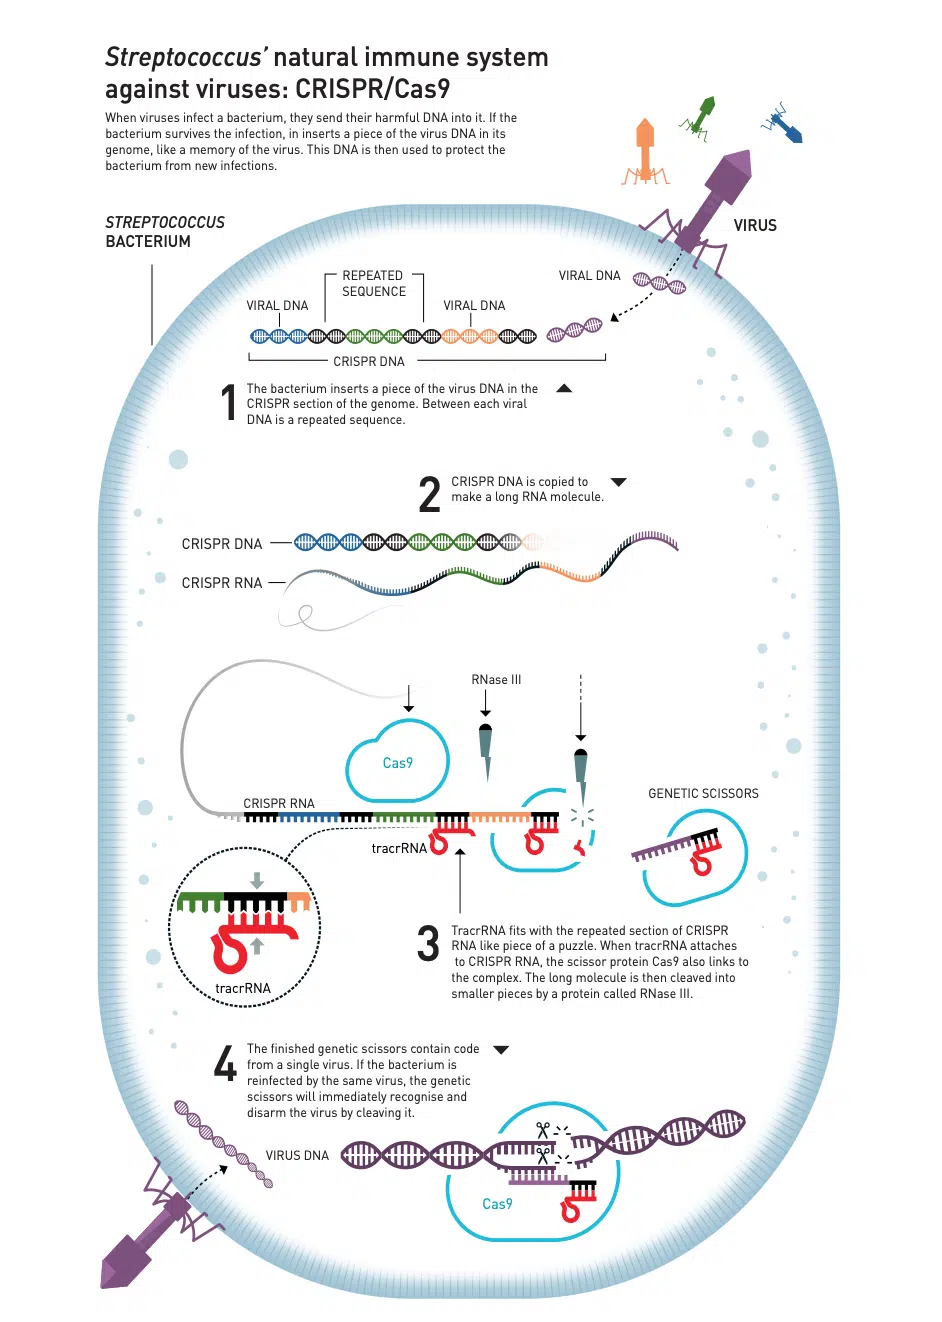 Streptococcus’ natural immune system
against viruses: CRISPR/Cas9
When viruses infect a bacterium, they send their harmful DNA into it. If the
bacterium survives the infection, in inserts a piece of the virus DNA in its
genome, like a memory of the virus. This DNA is then used to protect the
bacterium from new infections.
STREPTOCOCCUS
BACTERIUM
VIRUS
VIRAL DNA
REPEATED
SEQUENCE
VIRAL DNA
VIRAL DNA
CRISPR DNA
1
The bacterium inserts a piece of the virus DNA in the
CRISPR section of the genome. Between each viral
DNA is a repeated sequence.
2
CRISPR DNA is copied to
make a long RNA molecule.
CRISPR DNA
CRISPR RNA
RNase III
Cas9
GENETIC SCISSORS
CRISPR RNA
tracrRNA
tracrRNA
3
TracrRNA fits with the repeated section of CRISPR
RNA like piece of a puzzle. When tracrRNA attaches
to CRISPR RNA, the scissor protein Cas9 also links to
the complex. The long molecule is then cleaved into
smaller pieces by a protein called RNase III.
4
The finished genetic scissors contain code
from a single virus. If the bacterium is
reinfected by the same virus, the genetic
scissors will immediately recognise and
disarm the virus by cleaving it.
VIRUS DNA
Cas9